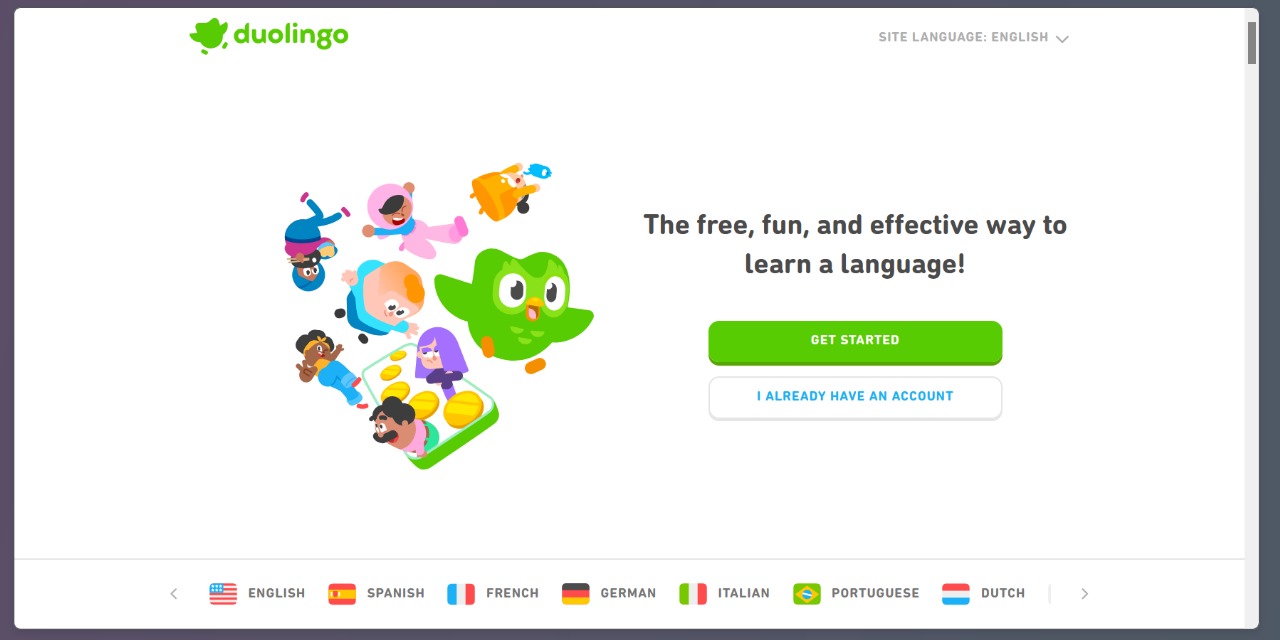 duolingo
SITE LANGUAGE: ENGLISH
The free, fun, and effective way to
learn a language!
GET STARTED
I ALREADY HAVE AN ACCOUNT
ENGLISH SPANISH FRENCH GERMAN ITALIAN PORTUGUESE DUTCH